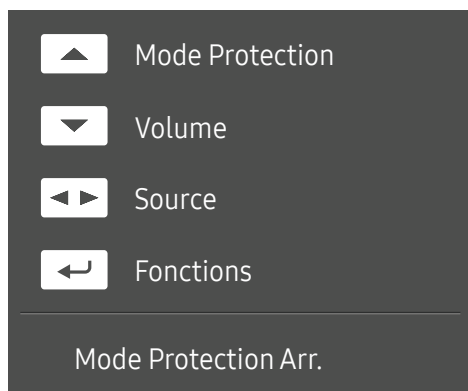 Mode Protection
Volume
Source
Fonctions
Mode Protection Arr.